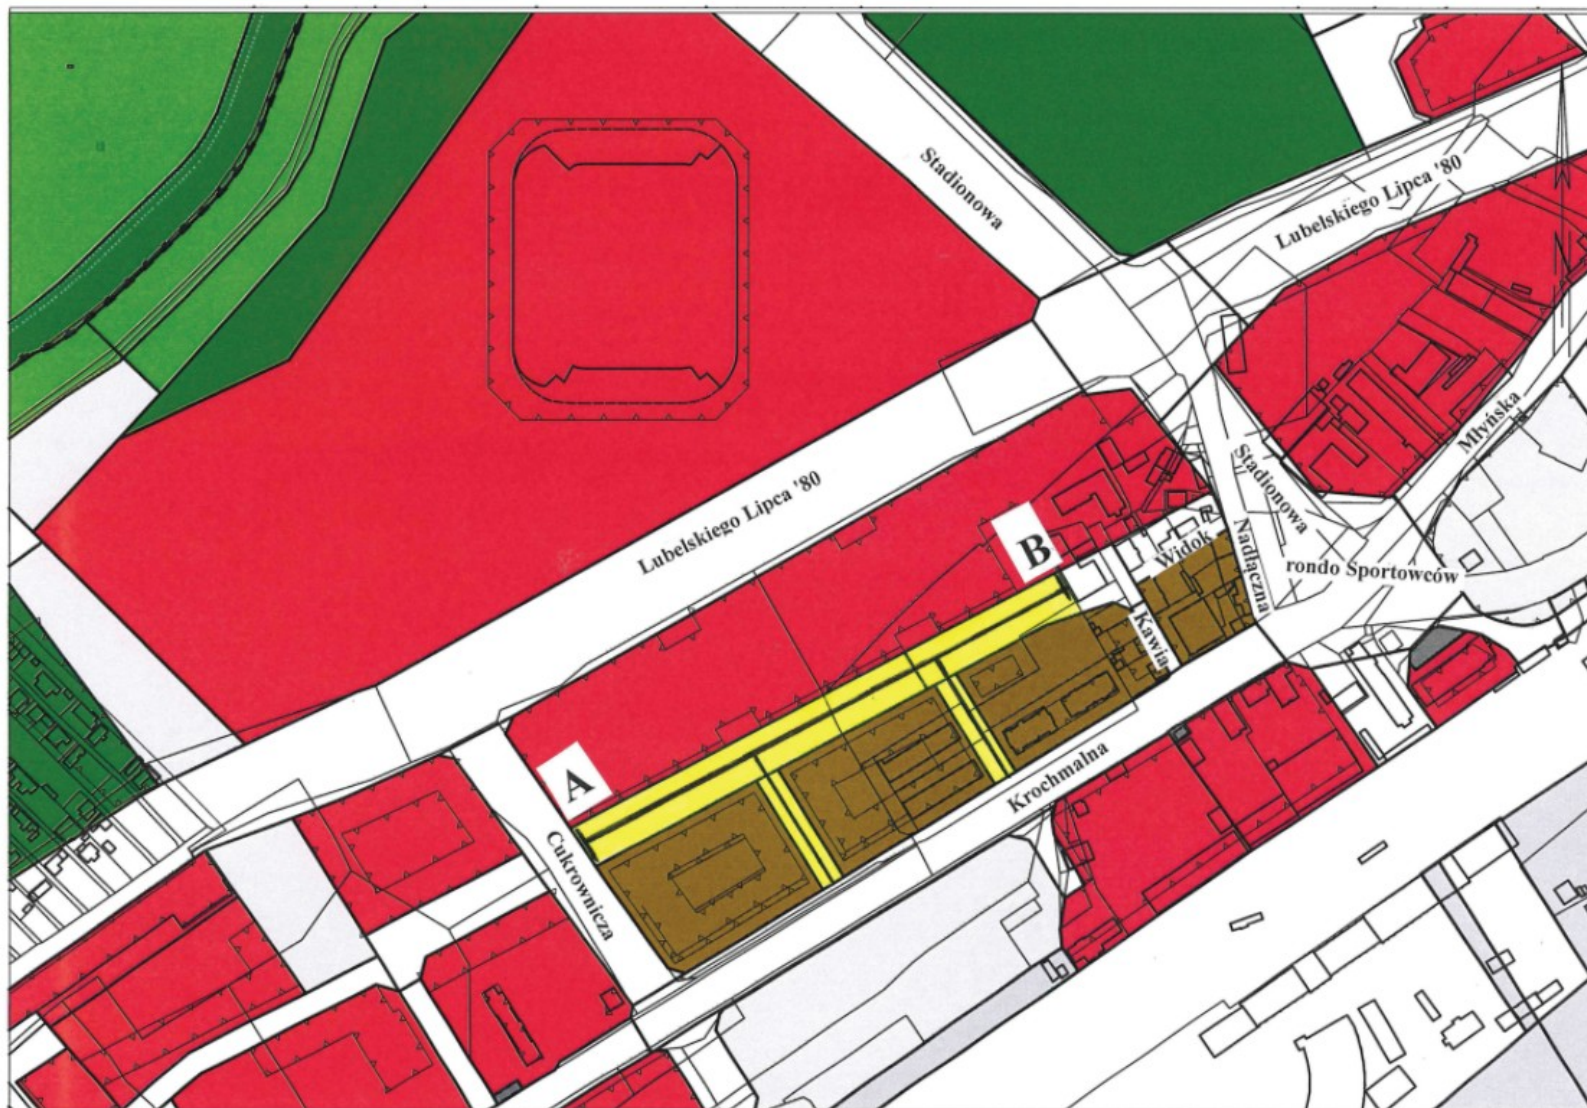 Stadionowa
Lubelskiego Lipca '80
Młyńska
Stadionowa
Lubelskiego Lipca '80
B
Widok
Nadłączna
rondo Sportowców
Kawia
A
Krochmalna
Cukrownicza